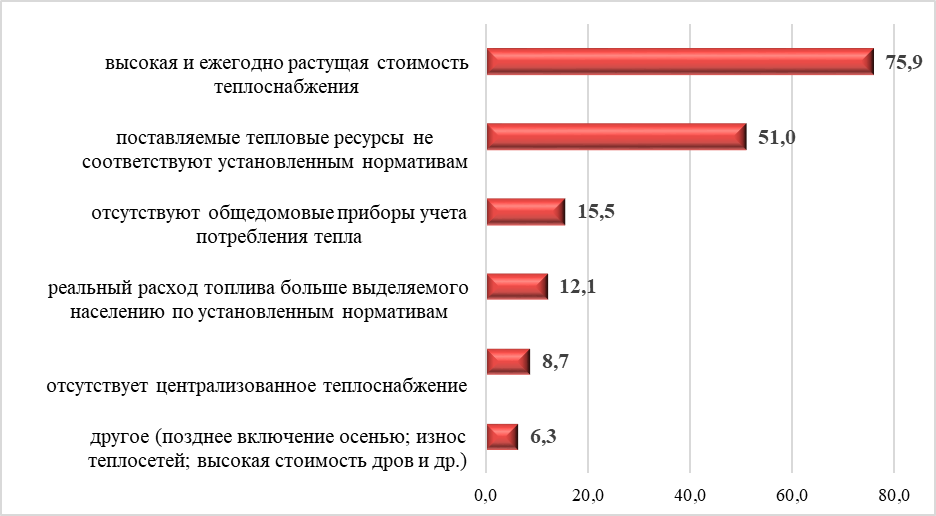 высокая и ежегодно растущая стоимость
теплоснабжения
75,9
поставляемые тепловые ресурсы не
соответствуют установленным нормативам
51,0
отсутствуют общедомовые приборы учета
потребления тепла
15,5
реальный расход топлива больше выделяемого
населению по установленным нормативам
12,1
отсутствует централизованное теплоснабжение
8,7
другое (позднее включение осенью; износ
теплосетей; высокая стоимость дров и др.)
6,3
0,0 20,0 40,0 60,0 80,0